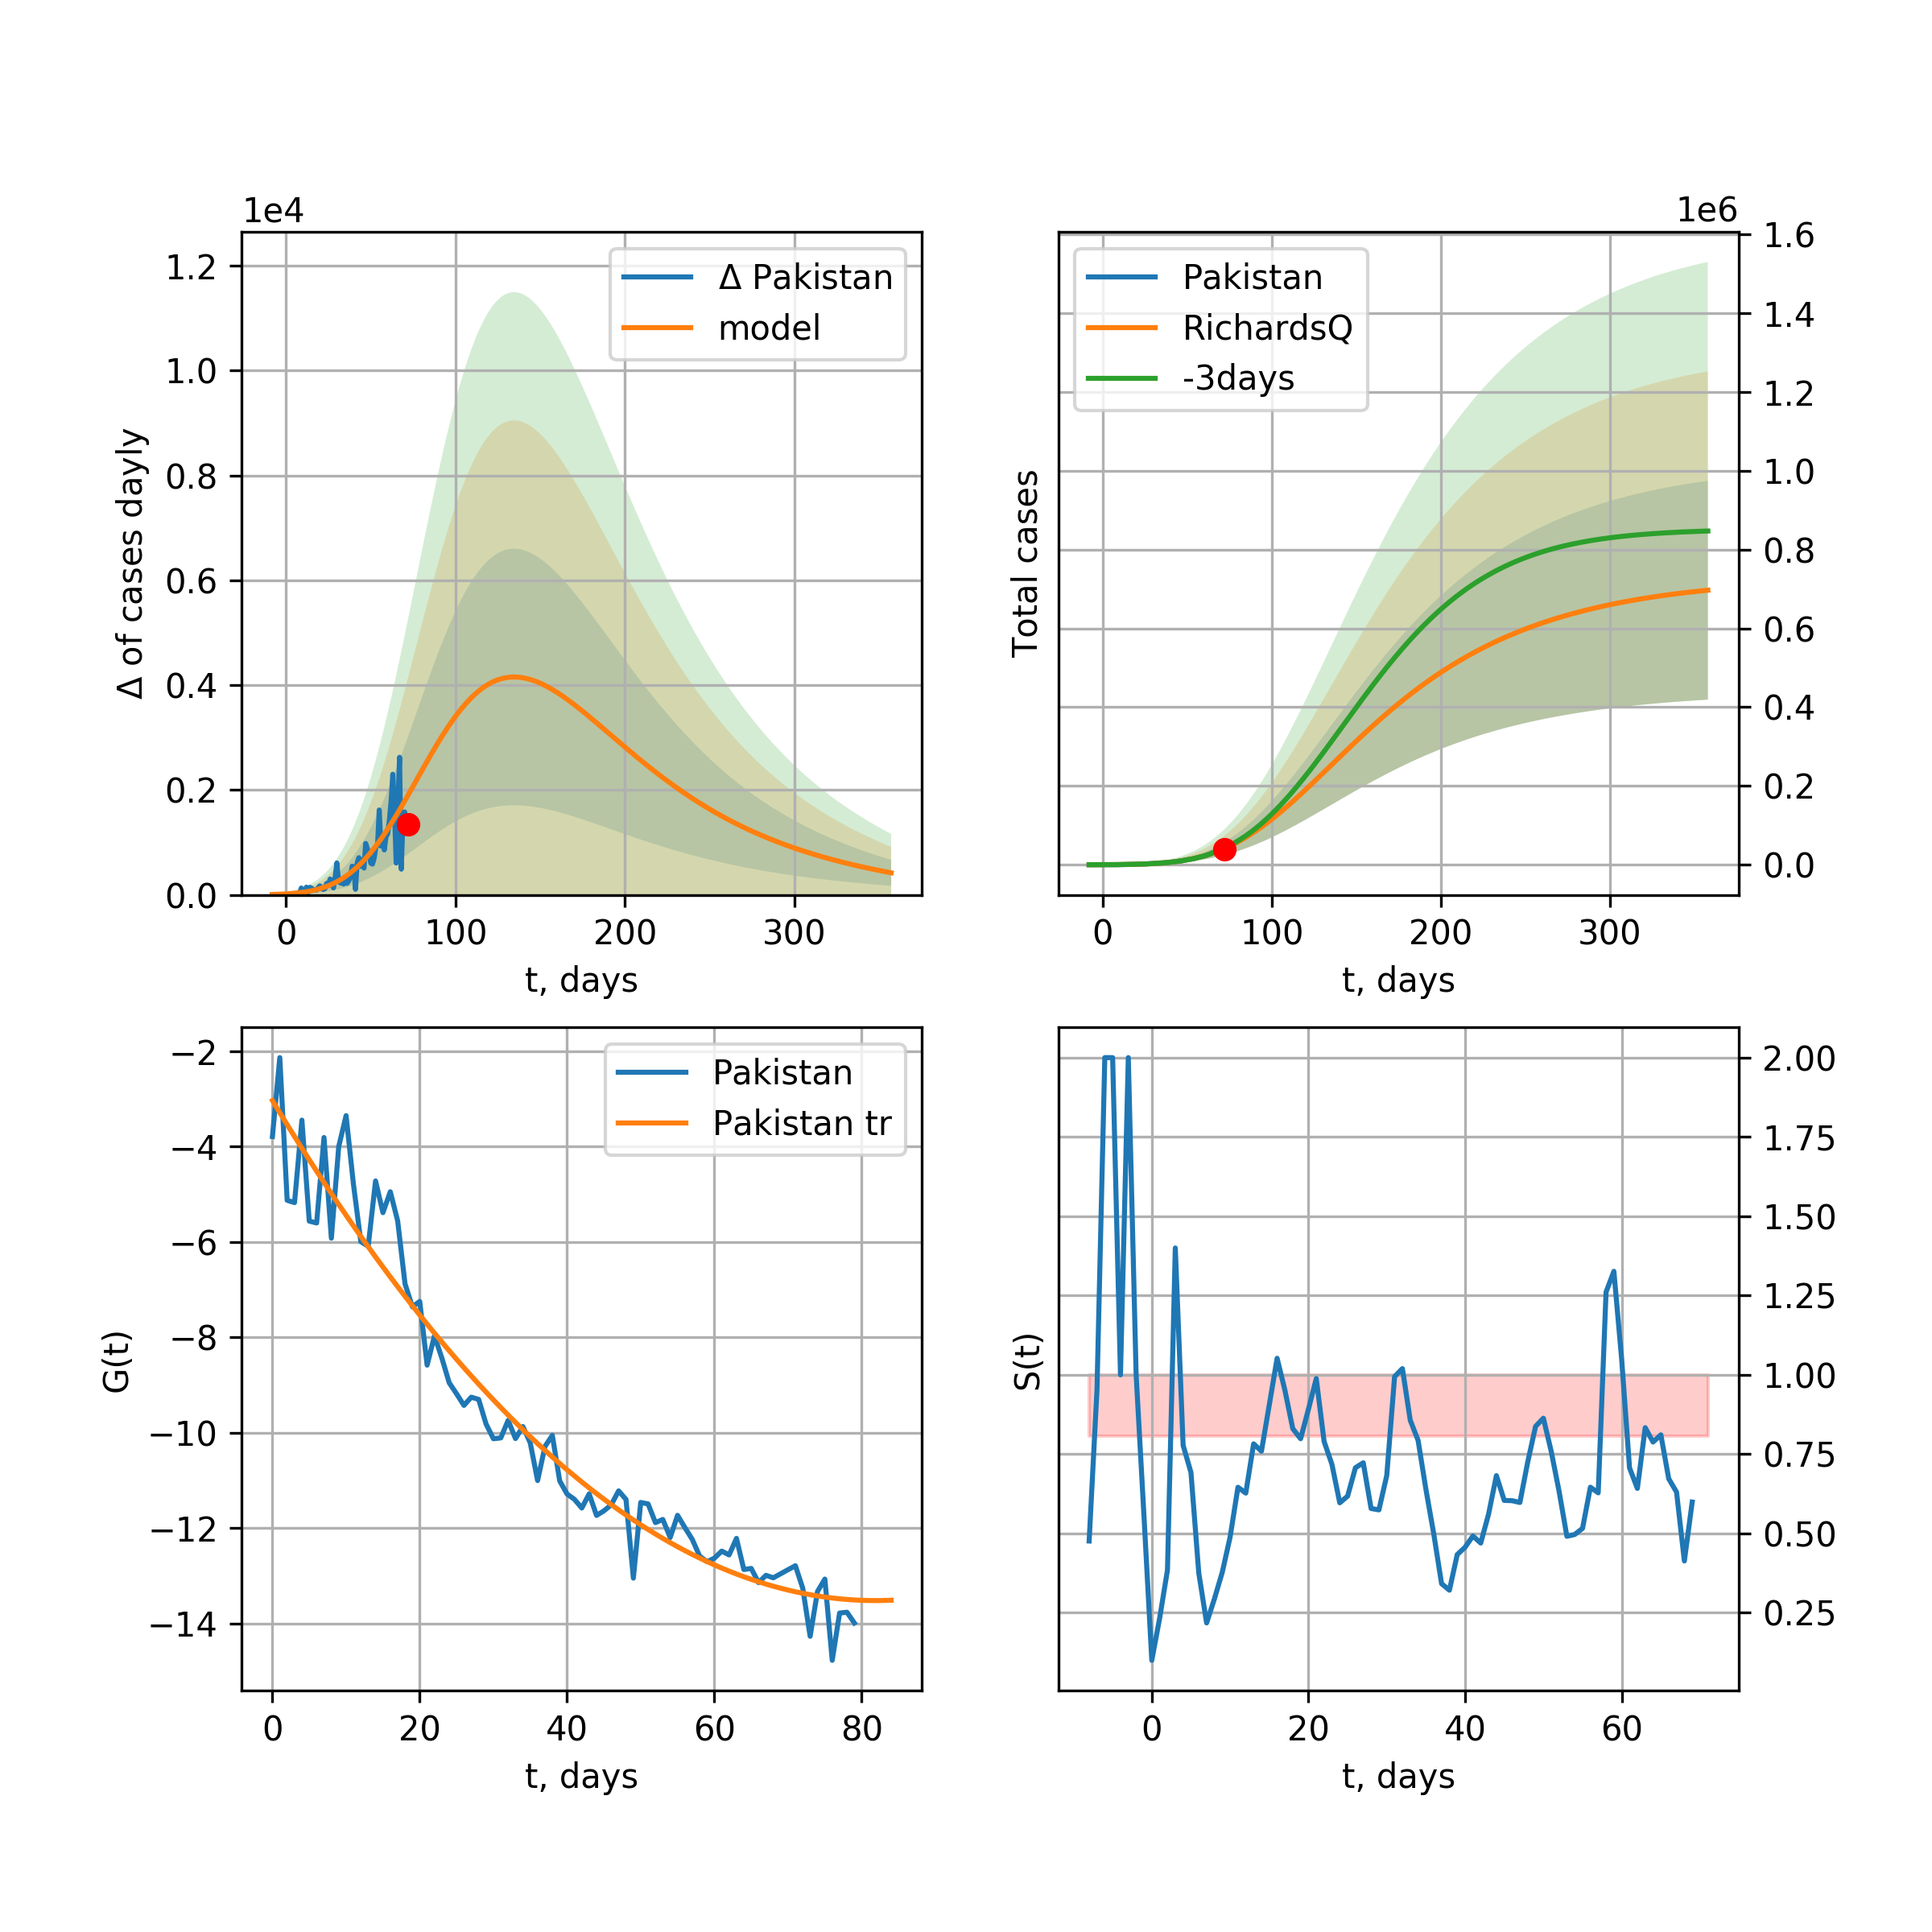 1e4
1.2
1.0
0.8
0.6
0.4
0.2
0.0
Δ of cases dayly
Δ Pakistan
model
0 100 200 300
t, days
1e6
1.6
1.4
1.2
1.0
0.8
0.6
0.4
0.2
0.0
Total cases
Pakistan
RichardsQ
-3days
0 100 200 300
t, days
−2
−4
−6
−8
−10
−12
−14
G(t)
Pakistan
Pakistan tr
0 20 40 60 80
t, days
2.00
1.75
1.50
1.25
1.00
0.75
0.50
0.25
S(t)
0 20 40 60
t, days